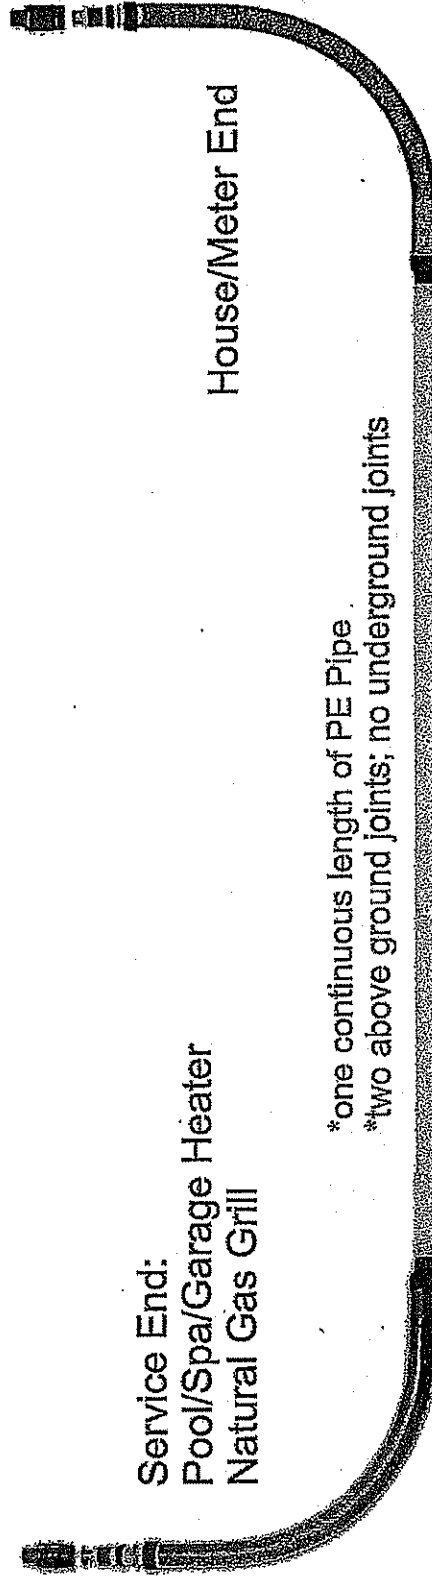 Service End:
Pool/Spa/Garage Heater
Natural Gas Grill
House/Meter End
*one continuous length of PE Pipe
*two above ground joints; no underground joints